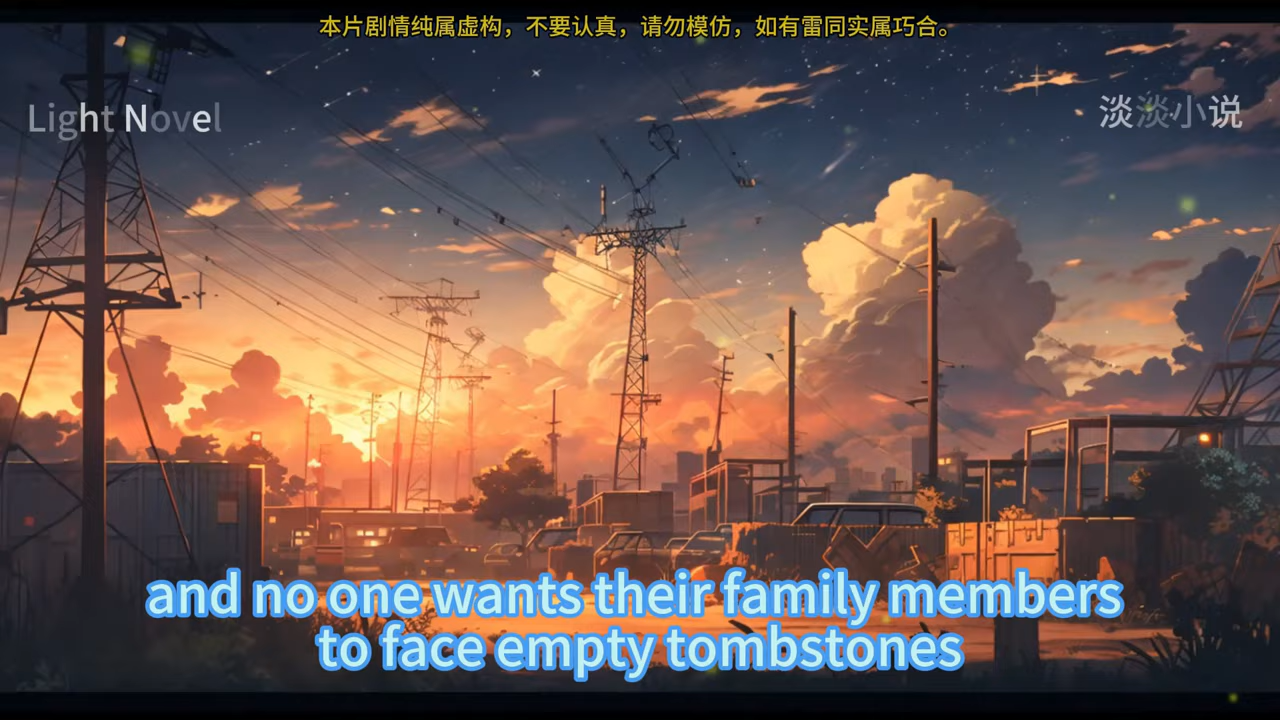 本片剧情纯属虚构，不要认真，请勿模仿，如有雷同实属巧合。
Light Novel
淡淡小说
and no one wants their family members
to face empty tombstones